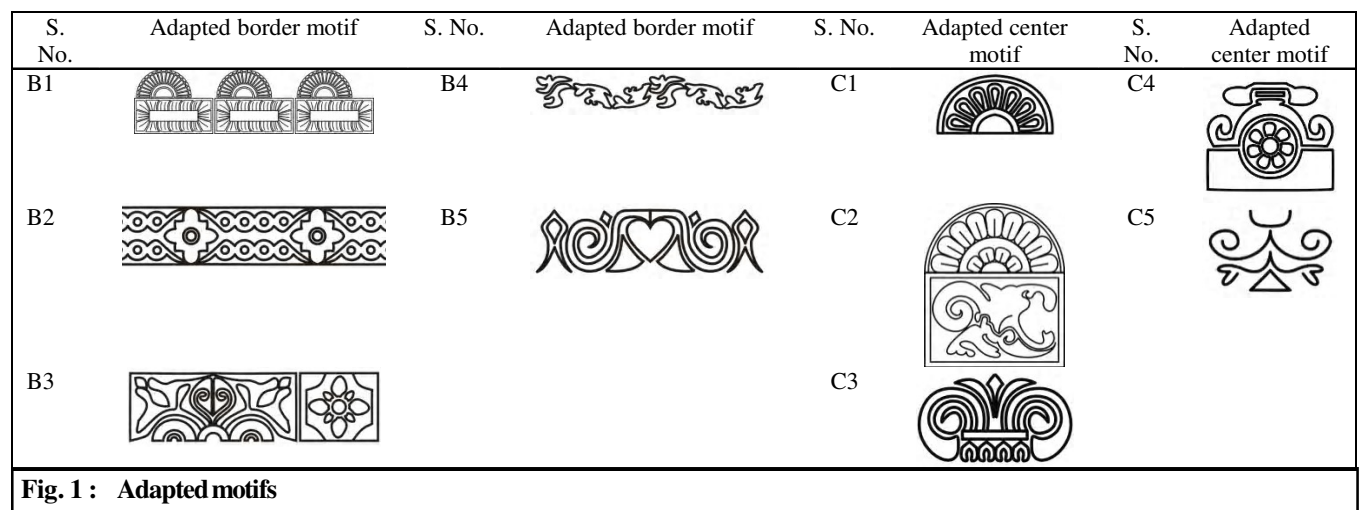 S. No. Adapted border motif S. No. Adapted border motif S. No. Adapted center motif S. No. Adapted center motif
B1 B4 C1 C4
B2 B5 C2 C5
B3 C3
Fig. 1 : Adapted motifs